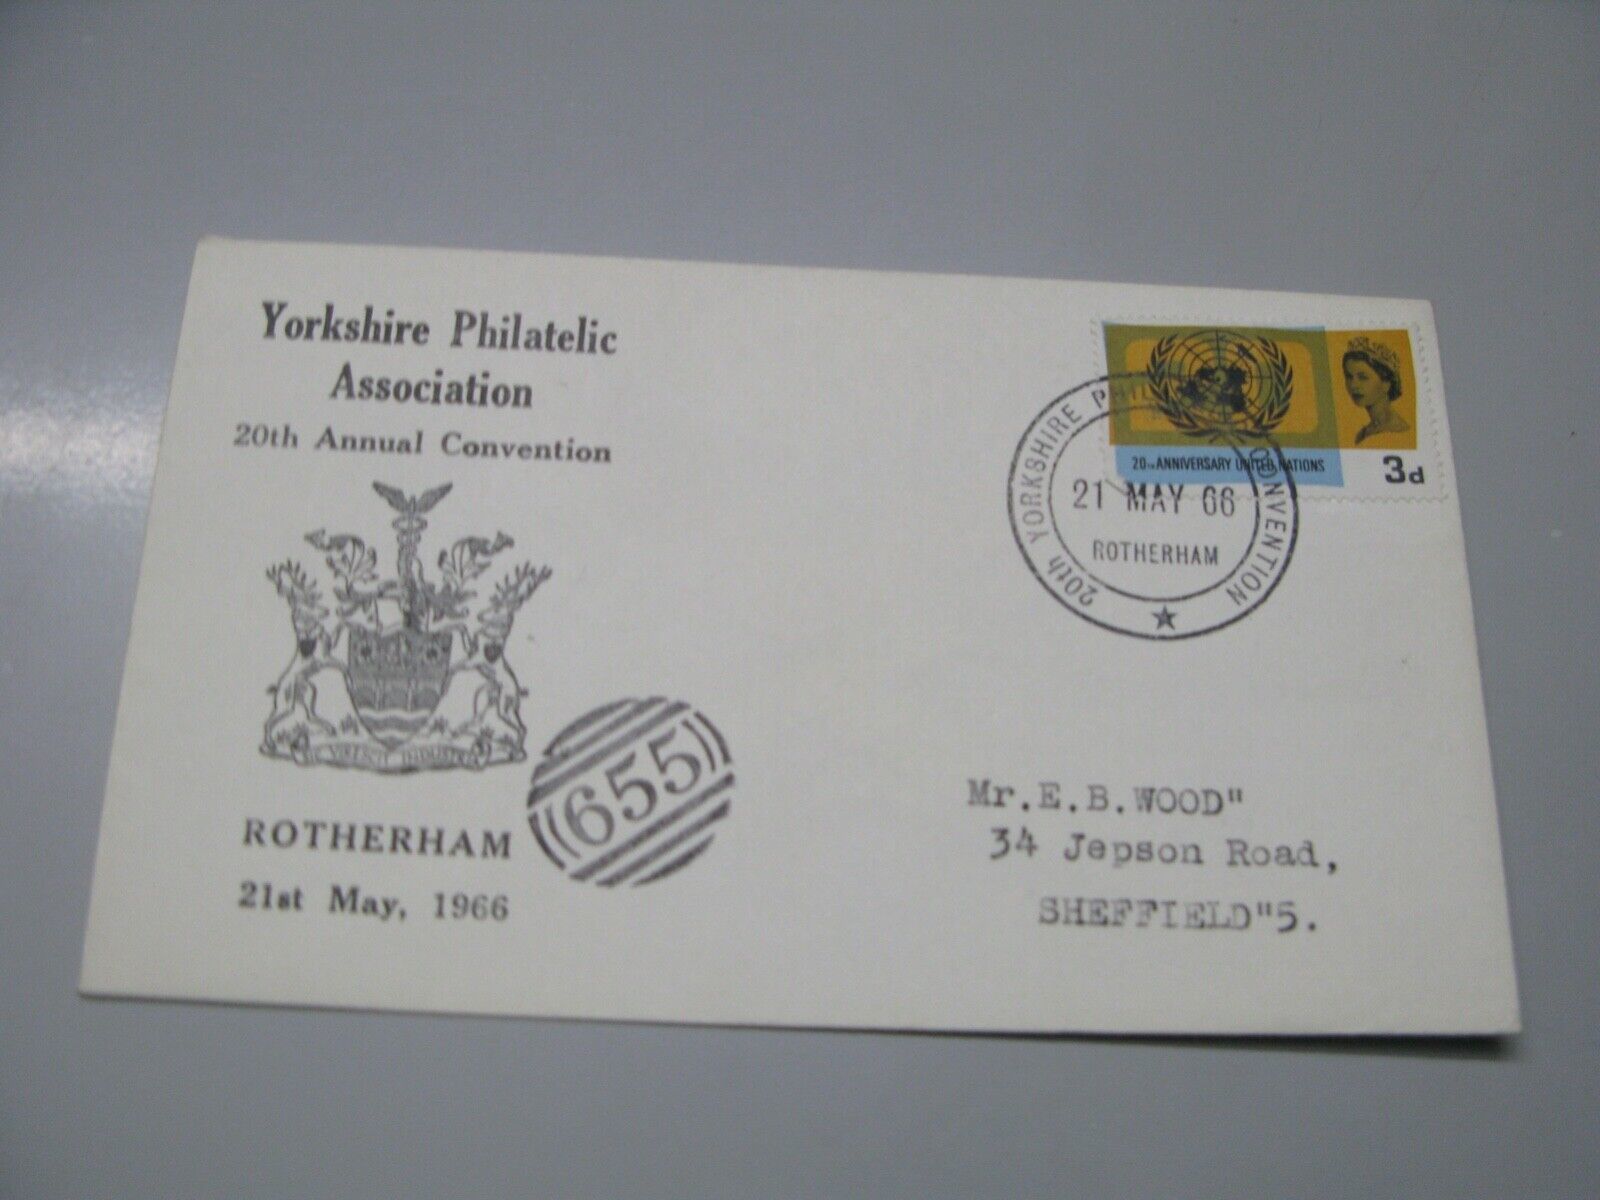 Yorkshire Philatelic
Association
20th Annual Convention
655
ROTHERHAM
21st May, 1966
20TH ANNIVERSARY UNITED NATIONS
3d
20th YORKSHIRE PHIL CONVENTION
21 MAY 66
ROTHERHAM
Mr.E.B.WOOD"
34 Jepson Road,
SHEFFIELD"5.